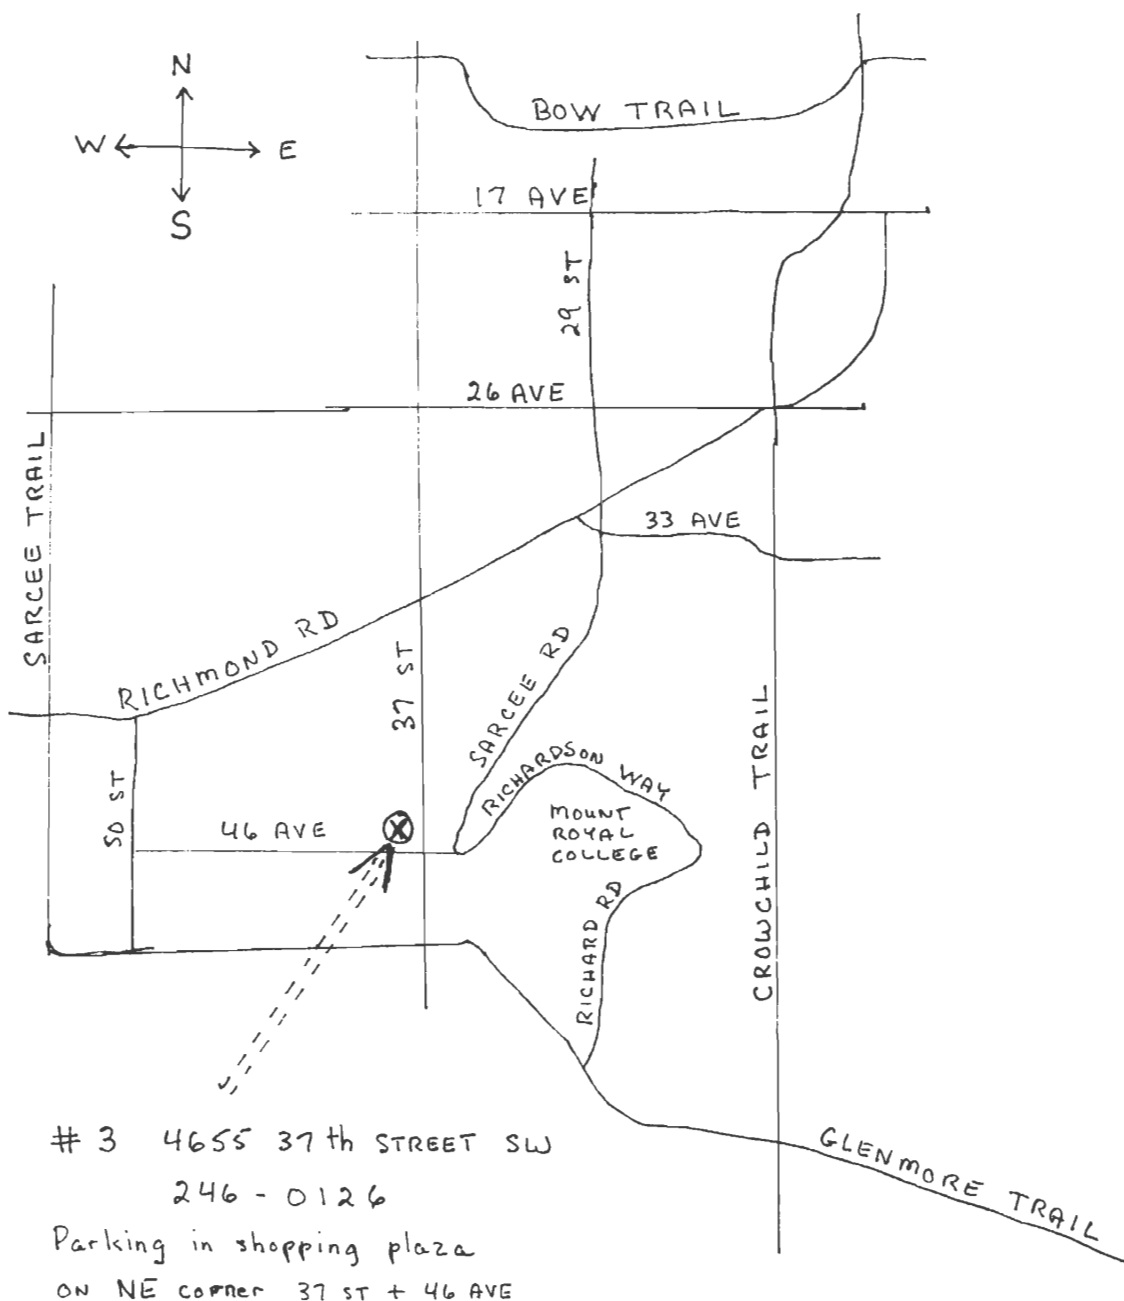 N
W E
S
BOW TRAIL
17 AVE
29 ST
26 AVE
SARCEE TRAIL
33 AVE
RICHMOND RD
37 ST
SARCEE RD
RICHARDSON WAY
50 ST
46 AVE
X
MOUNT
ROYAL
COLLEGE
RICHARD RD
CROWCHILD TRAIL
GLENMORE TRAIL
# 3 4655 37th STREET SW
246 - 0126
Parking in shopping plaza
ON NE corner 37 ST + 46 AVE